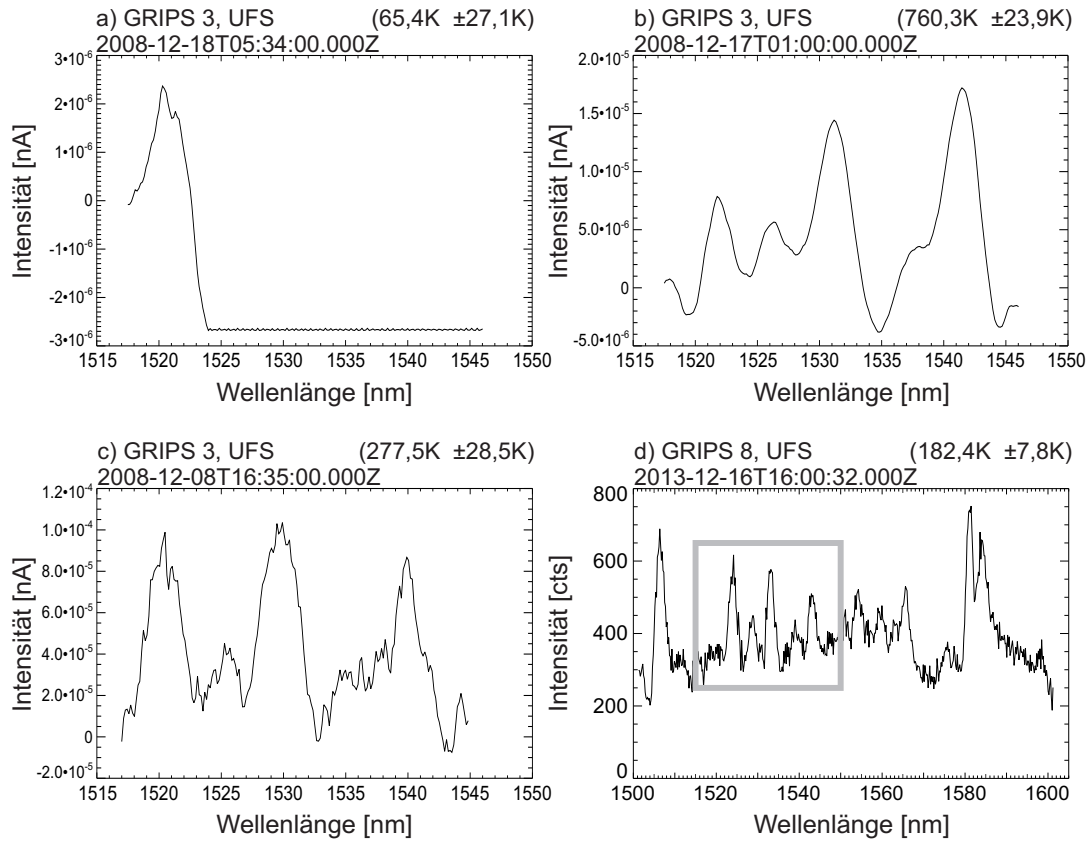 a) GRIPS 3, UFS (65,4K ±27,1K)
2008-12-18T05:34:00.000Z
3•10⁻⁶
2•10⁻⁶
1•10⁻⁶
0
-1•10⁻⁶
-2•10⁻⁶
-3•10⁻⁶
Intensität [nA]
1515 1520 1525 1530 1535 1540 1545 1550
Wellenlänge [nm]
b) GRIPS 3, UFS (760,3K ±23,9K)
2008-12-17T01:00:00.000Z
2.0•10⁻⁵
1.5•10⁻⁵
1.0•10⁻⁵
5.0•10⁻⁶
0
-5.0•10⁻⁶
Intensität [nA]
1515 1520 1525 1530 1535 1540 1545 1550
Wellenlänge [nm]
c) GRIPS 3, UFS (277,5K ±28,5K)
2008-12-08T16:35:00.000Z
1.2•10⁻⁴
1.0•10⁻⁴
8.0•10⁻⁵
6.0•10⁻⁵
4.0•10⁻⁵
2.0•10⁻⁵
0
-2.0•10⁻⁵
Intensität [nA]
1515 1520 1525 1530 1535 1540 1545 1550
Wellenlänge [nm]
d) GRIPS 8, UFS (182,4K ±7,8K)
2013-12-16T16:00:32.000Z
800
600
400
200
0
Intensität [cts]
1500 1520 1540 1560 1580 1600
Wellenlänge [nm]